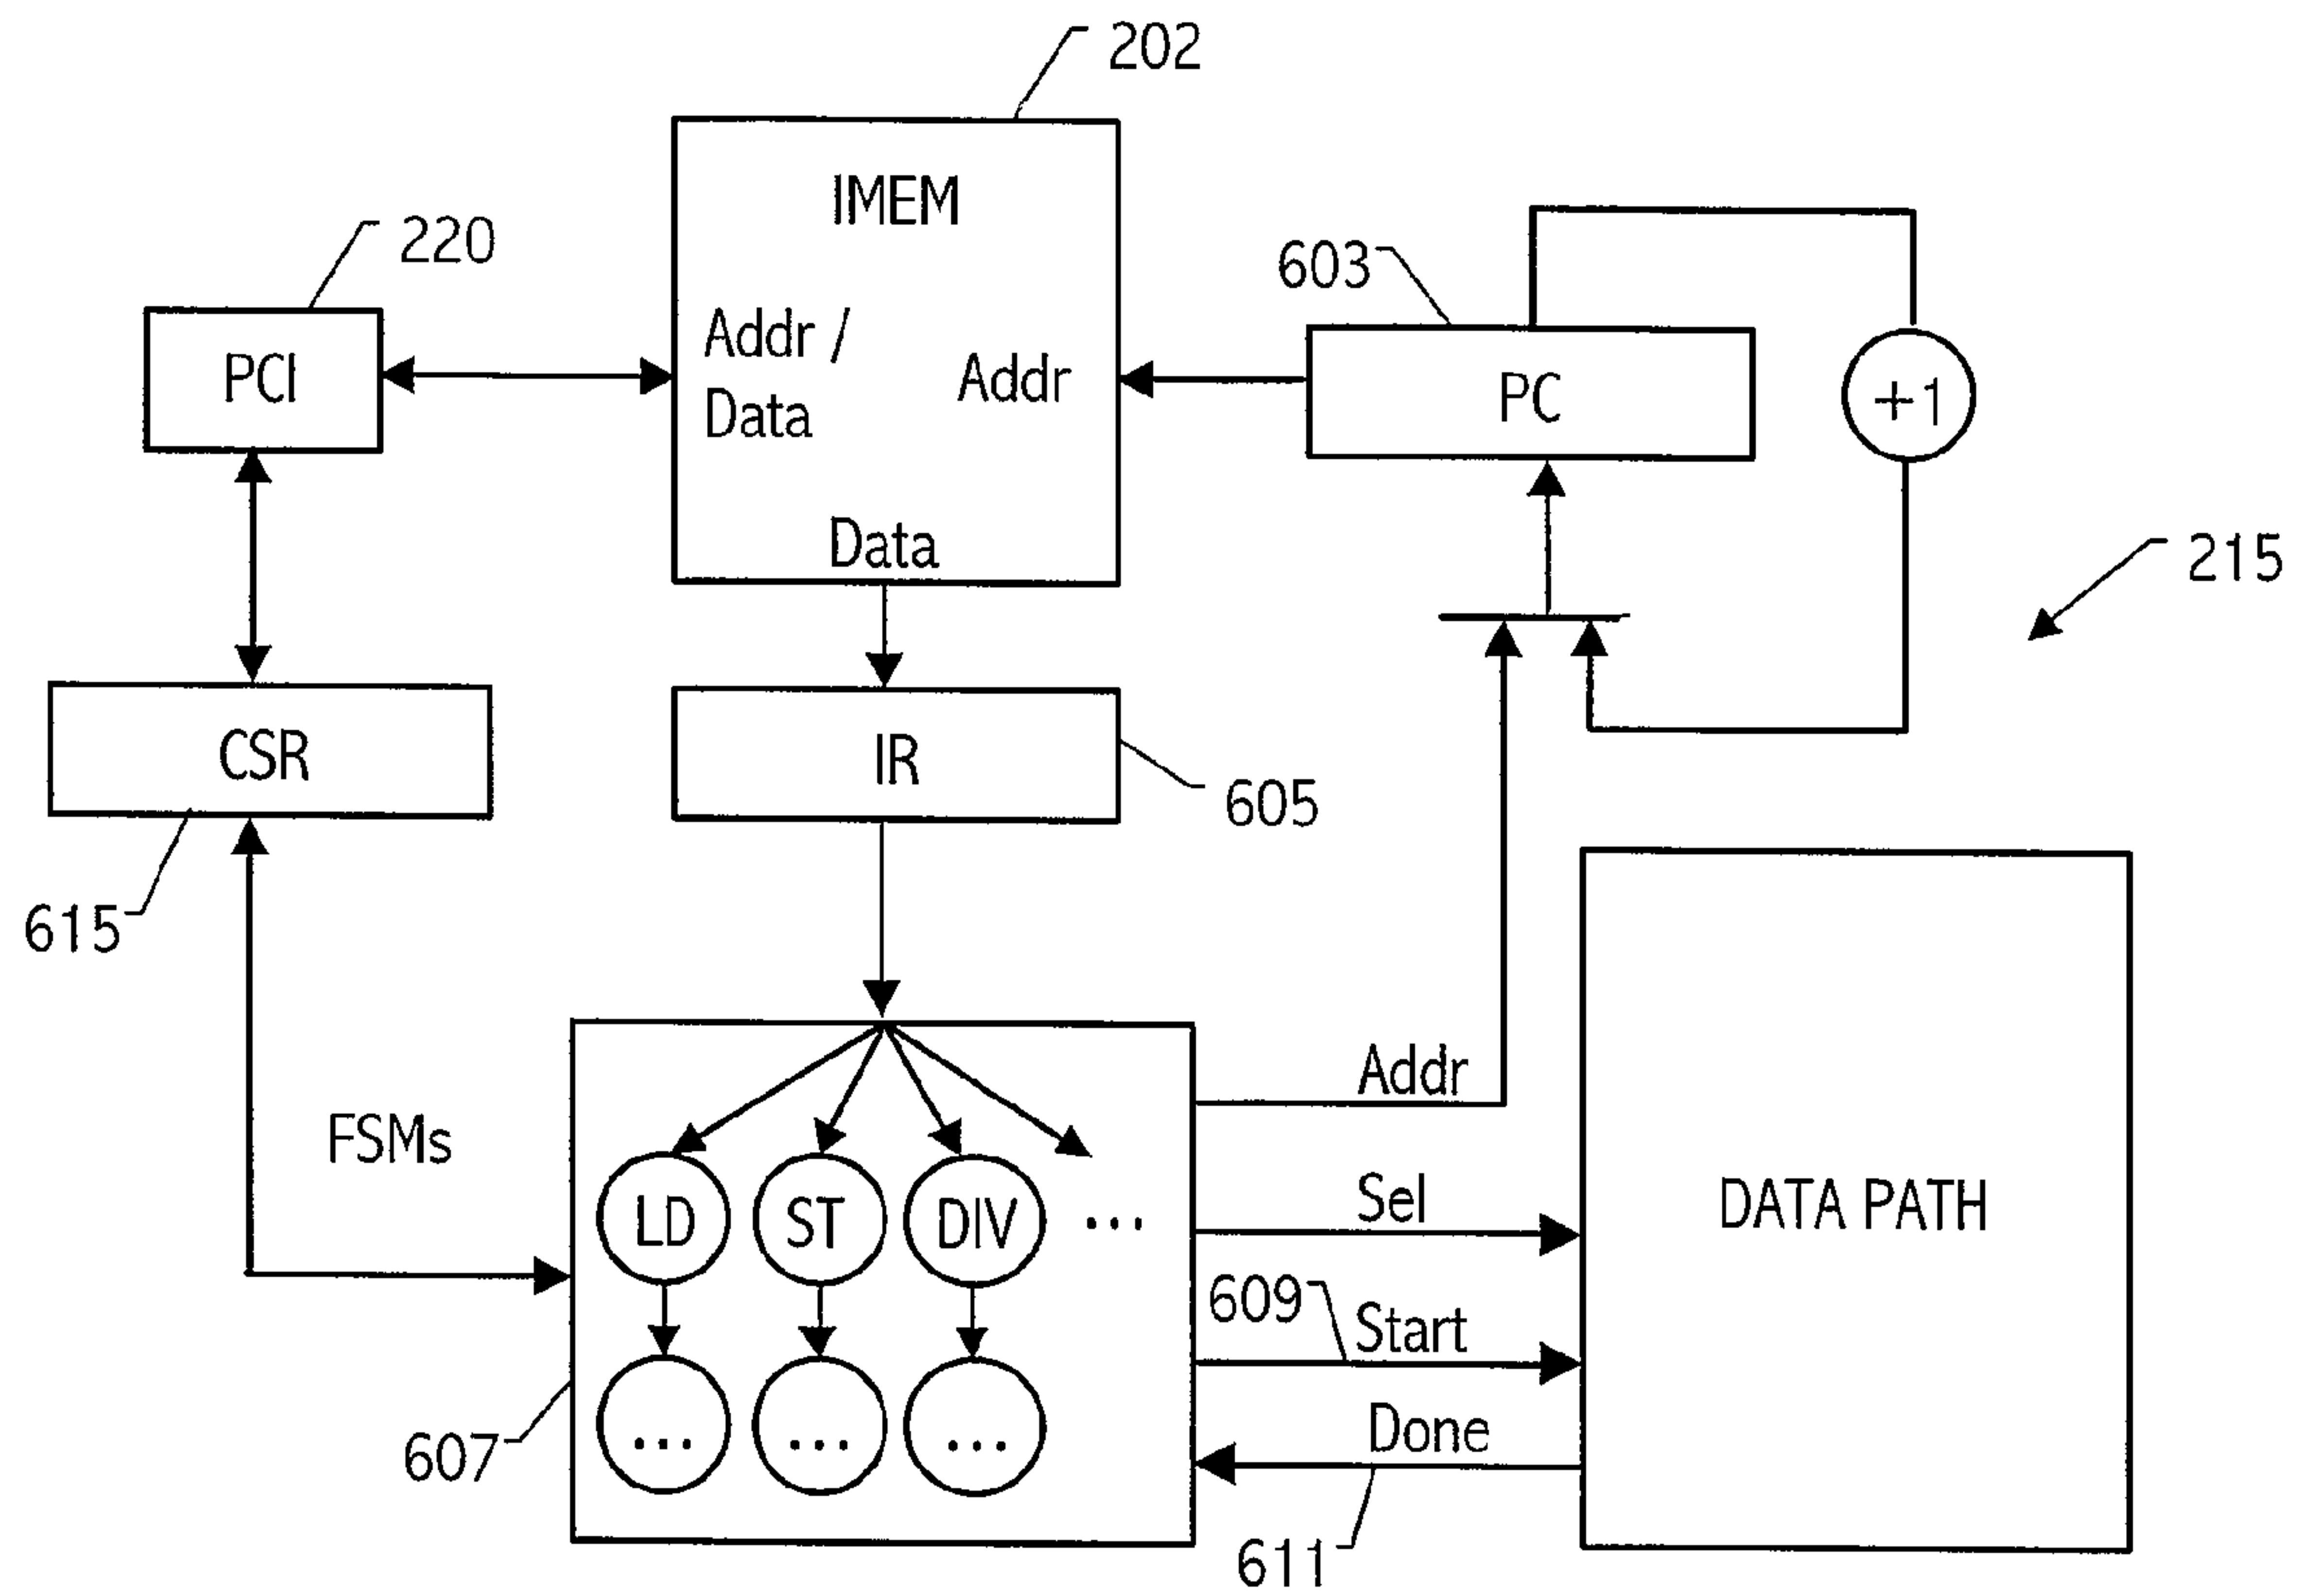 202
IMEM
220
603
Addr /
Data
Addr
PCI
PC
+1
Data
215
CSR
IR
605
615
Addr
FSMs
LD
ST
DIV
...
Sel
DATA PATH
609
Start
...
...
...
Done
607
611